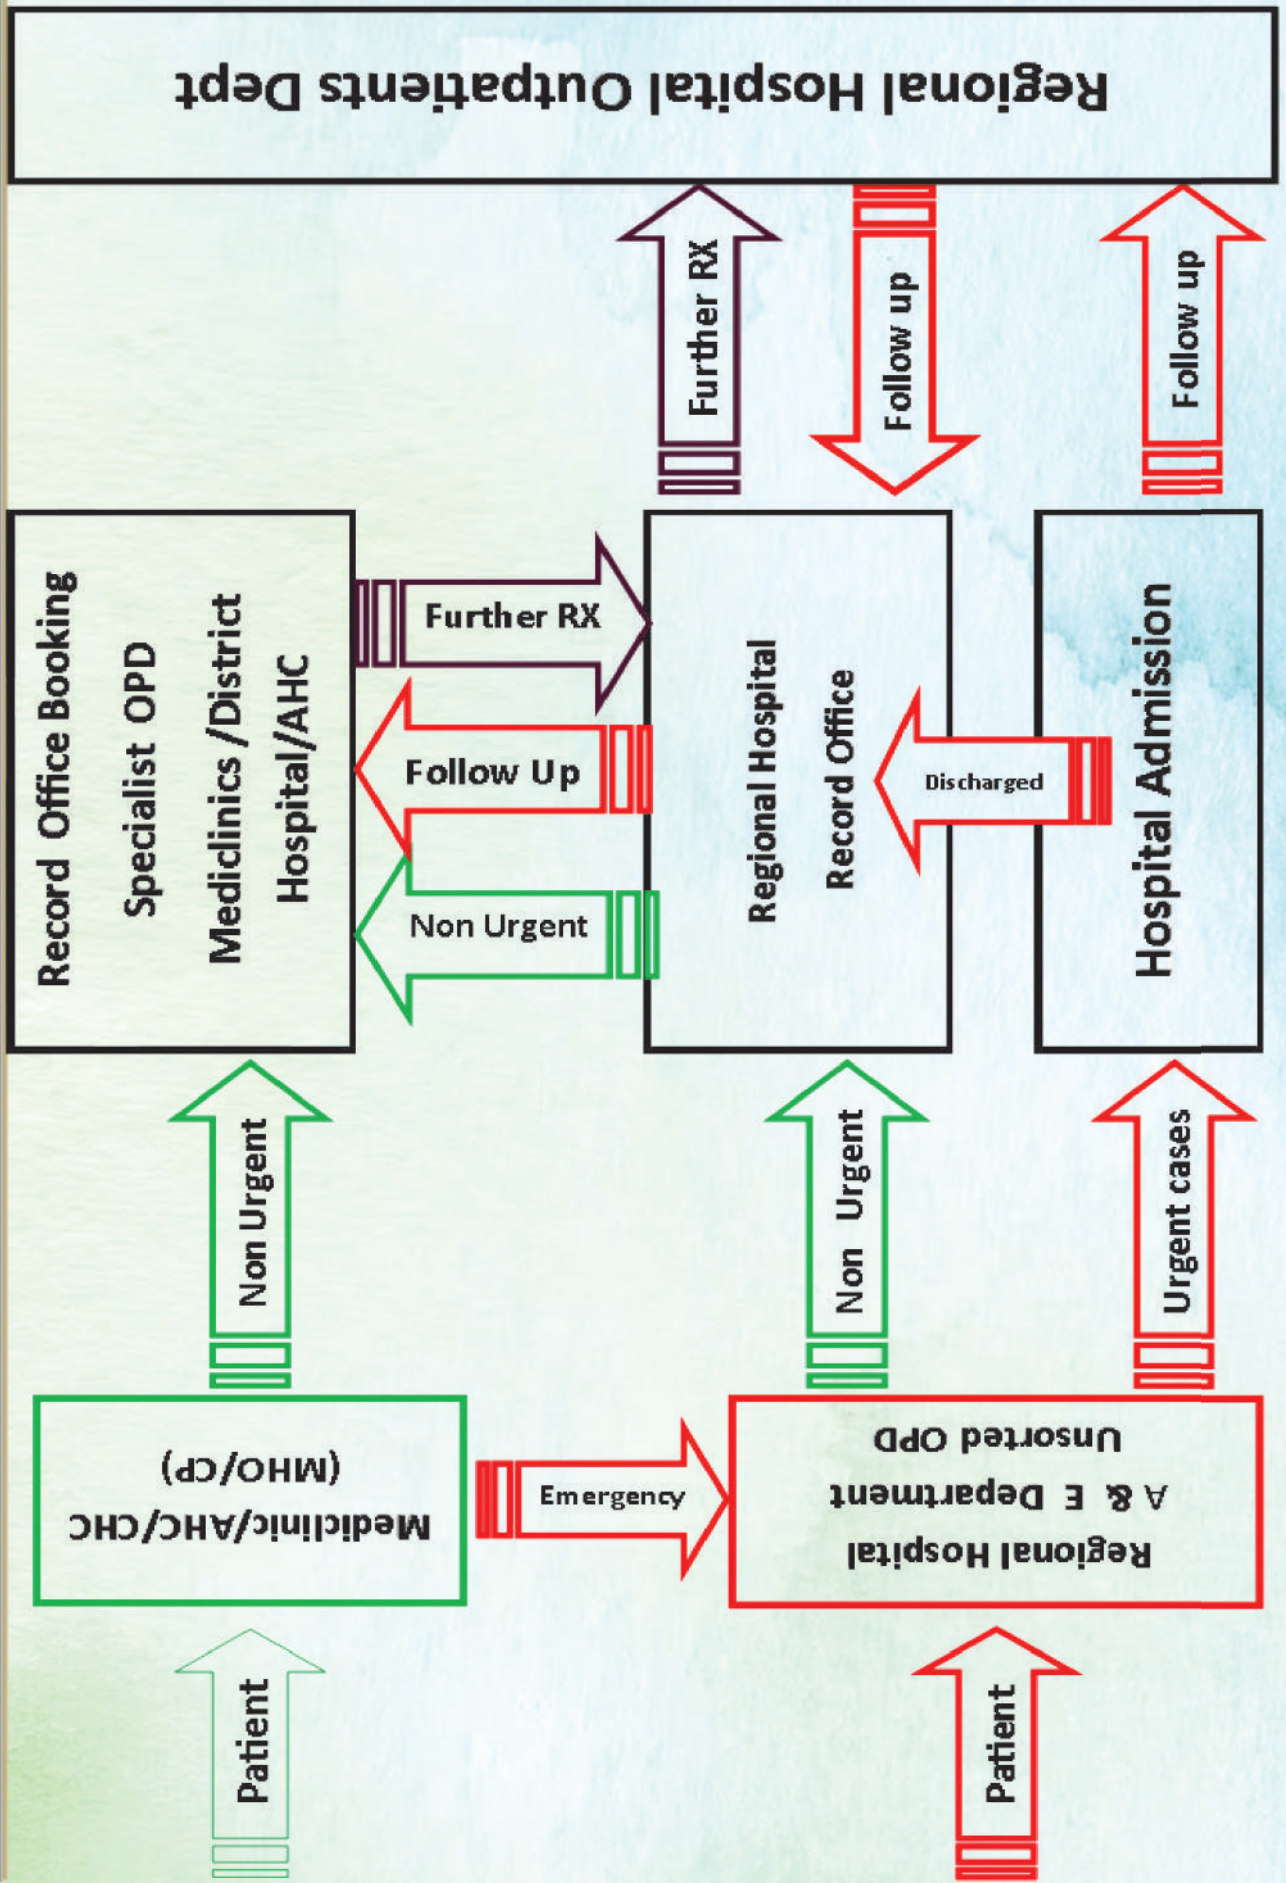 Patient
Mediclinic/AHC/CHC
(MHO/CP)
Non Urgent
Record Office Booking
Specialist OPD
Mediclinics /District
Hospital/AHC
Emergency
Non Urgent
Follow Up
Further RX
Patient
Regional Hospital
A & E Department
Unsorted OPD
Non Urgent
Regional Hospital
Record Office
Further RX
Follow up
Discharged
Urgent cases
Hospital Admission
Follow up
Regional Hospital Outpatients Dept